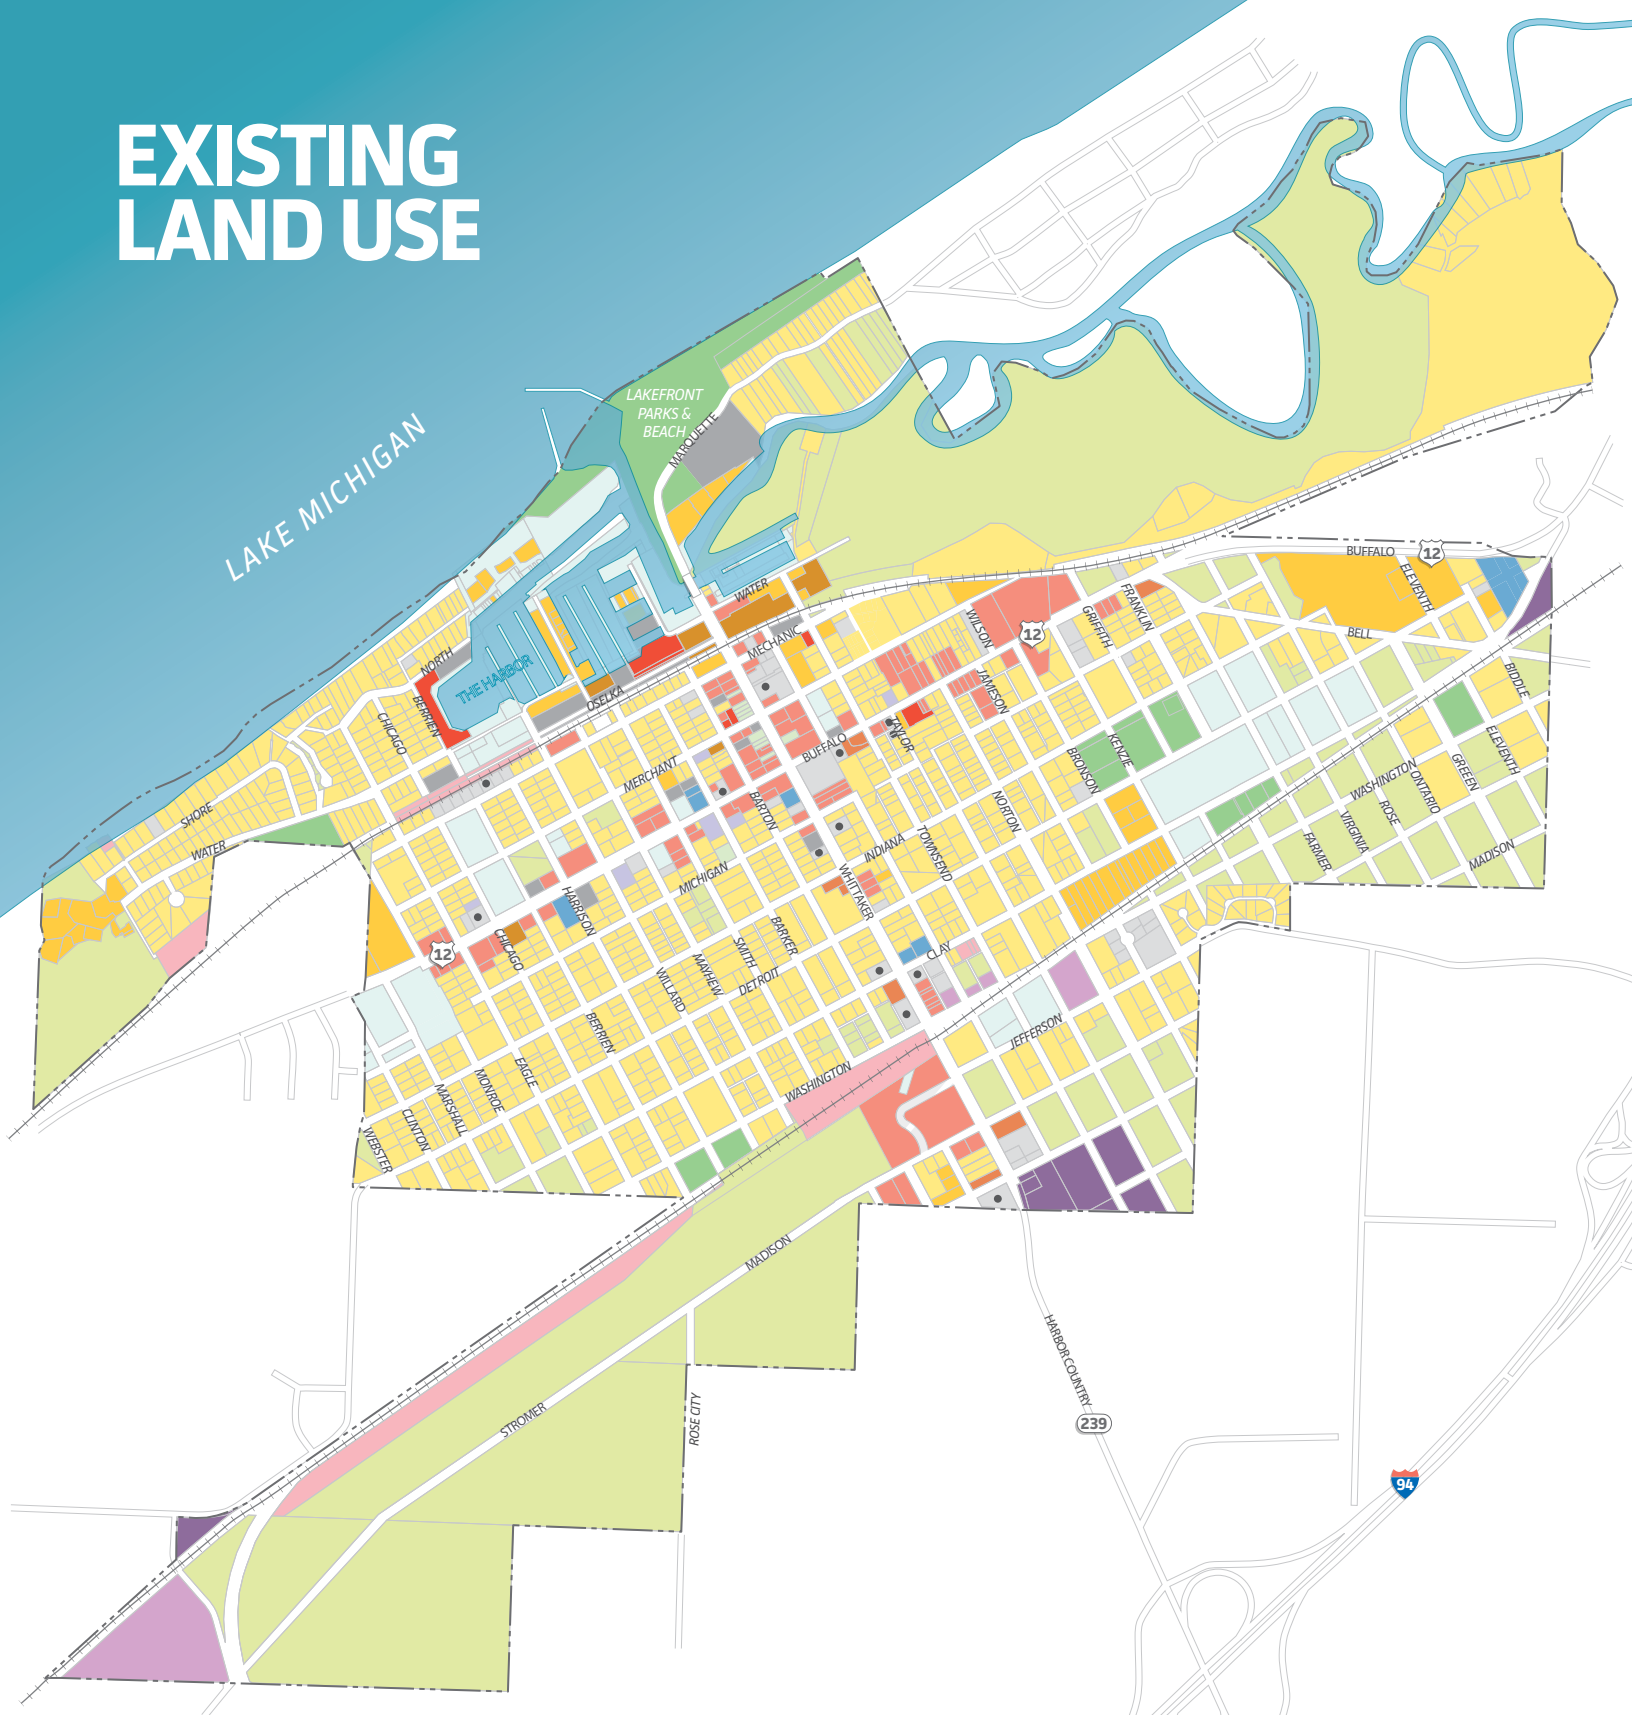 EXISTING
LAND USE
LAKE MICHIGAN
LAKEFRONT
PARKS &
BEACH
MARQUETTE
WATER
MECHANIC
NORTH
THE HARBOR
OSELKA
BERRIEN
CHICAGO
SHORE
WATER
MERCHANT
BUFFALO
TAYLOR
WILSON
12
JAMESON
GRIFFITH
FRANKLIN
BUFFALO
12
ELEVENTH
BELL
BIDDLE
ELEVENTH
GREEEN
WASHINGTON
ONTARIO
ROSE
VIRGINIA
FARMER
MADISON
KENZIE
BRONSON
NORTON
TOWNSEND
INDIANA
WHITTAKER
BARTON
MICHIGAN
HARRISON
12
CHICAGO
BARKER
SMITH
MAYHEW
DETROIT
WILLARD
CLAY
JEFFERSON
BERRIEN
EAGLE
MONROE
MARSHALL
CLINTON
WEBSTER
WASHINGTON
MADISON
STROMER
ROSE CITY
HARBOR COUNTRY
239
94